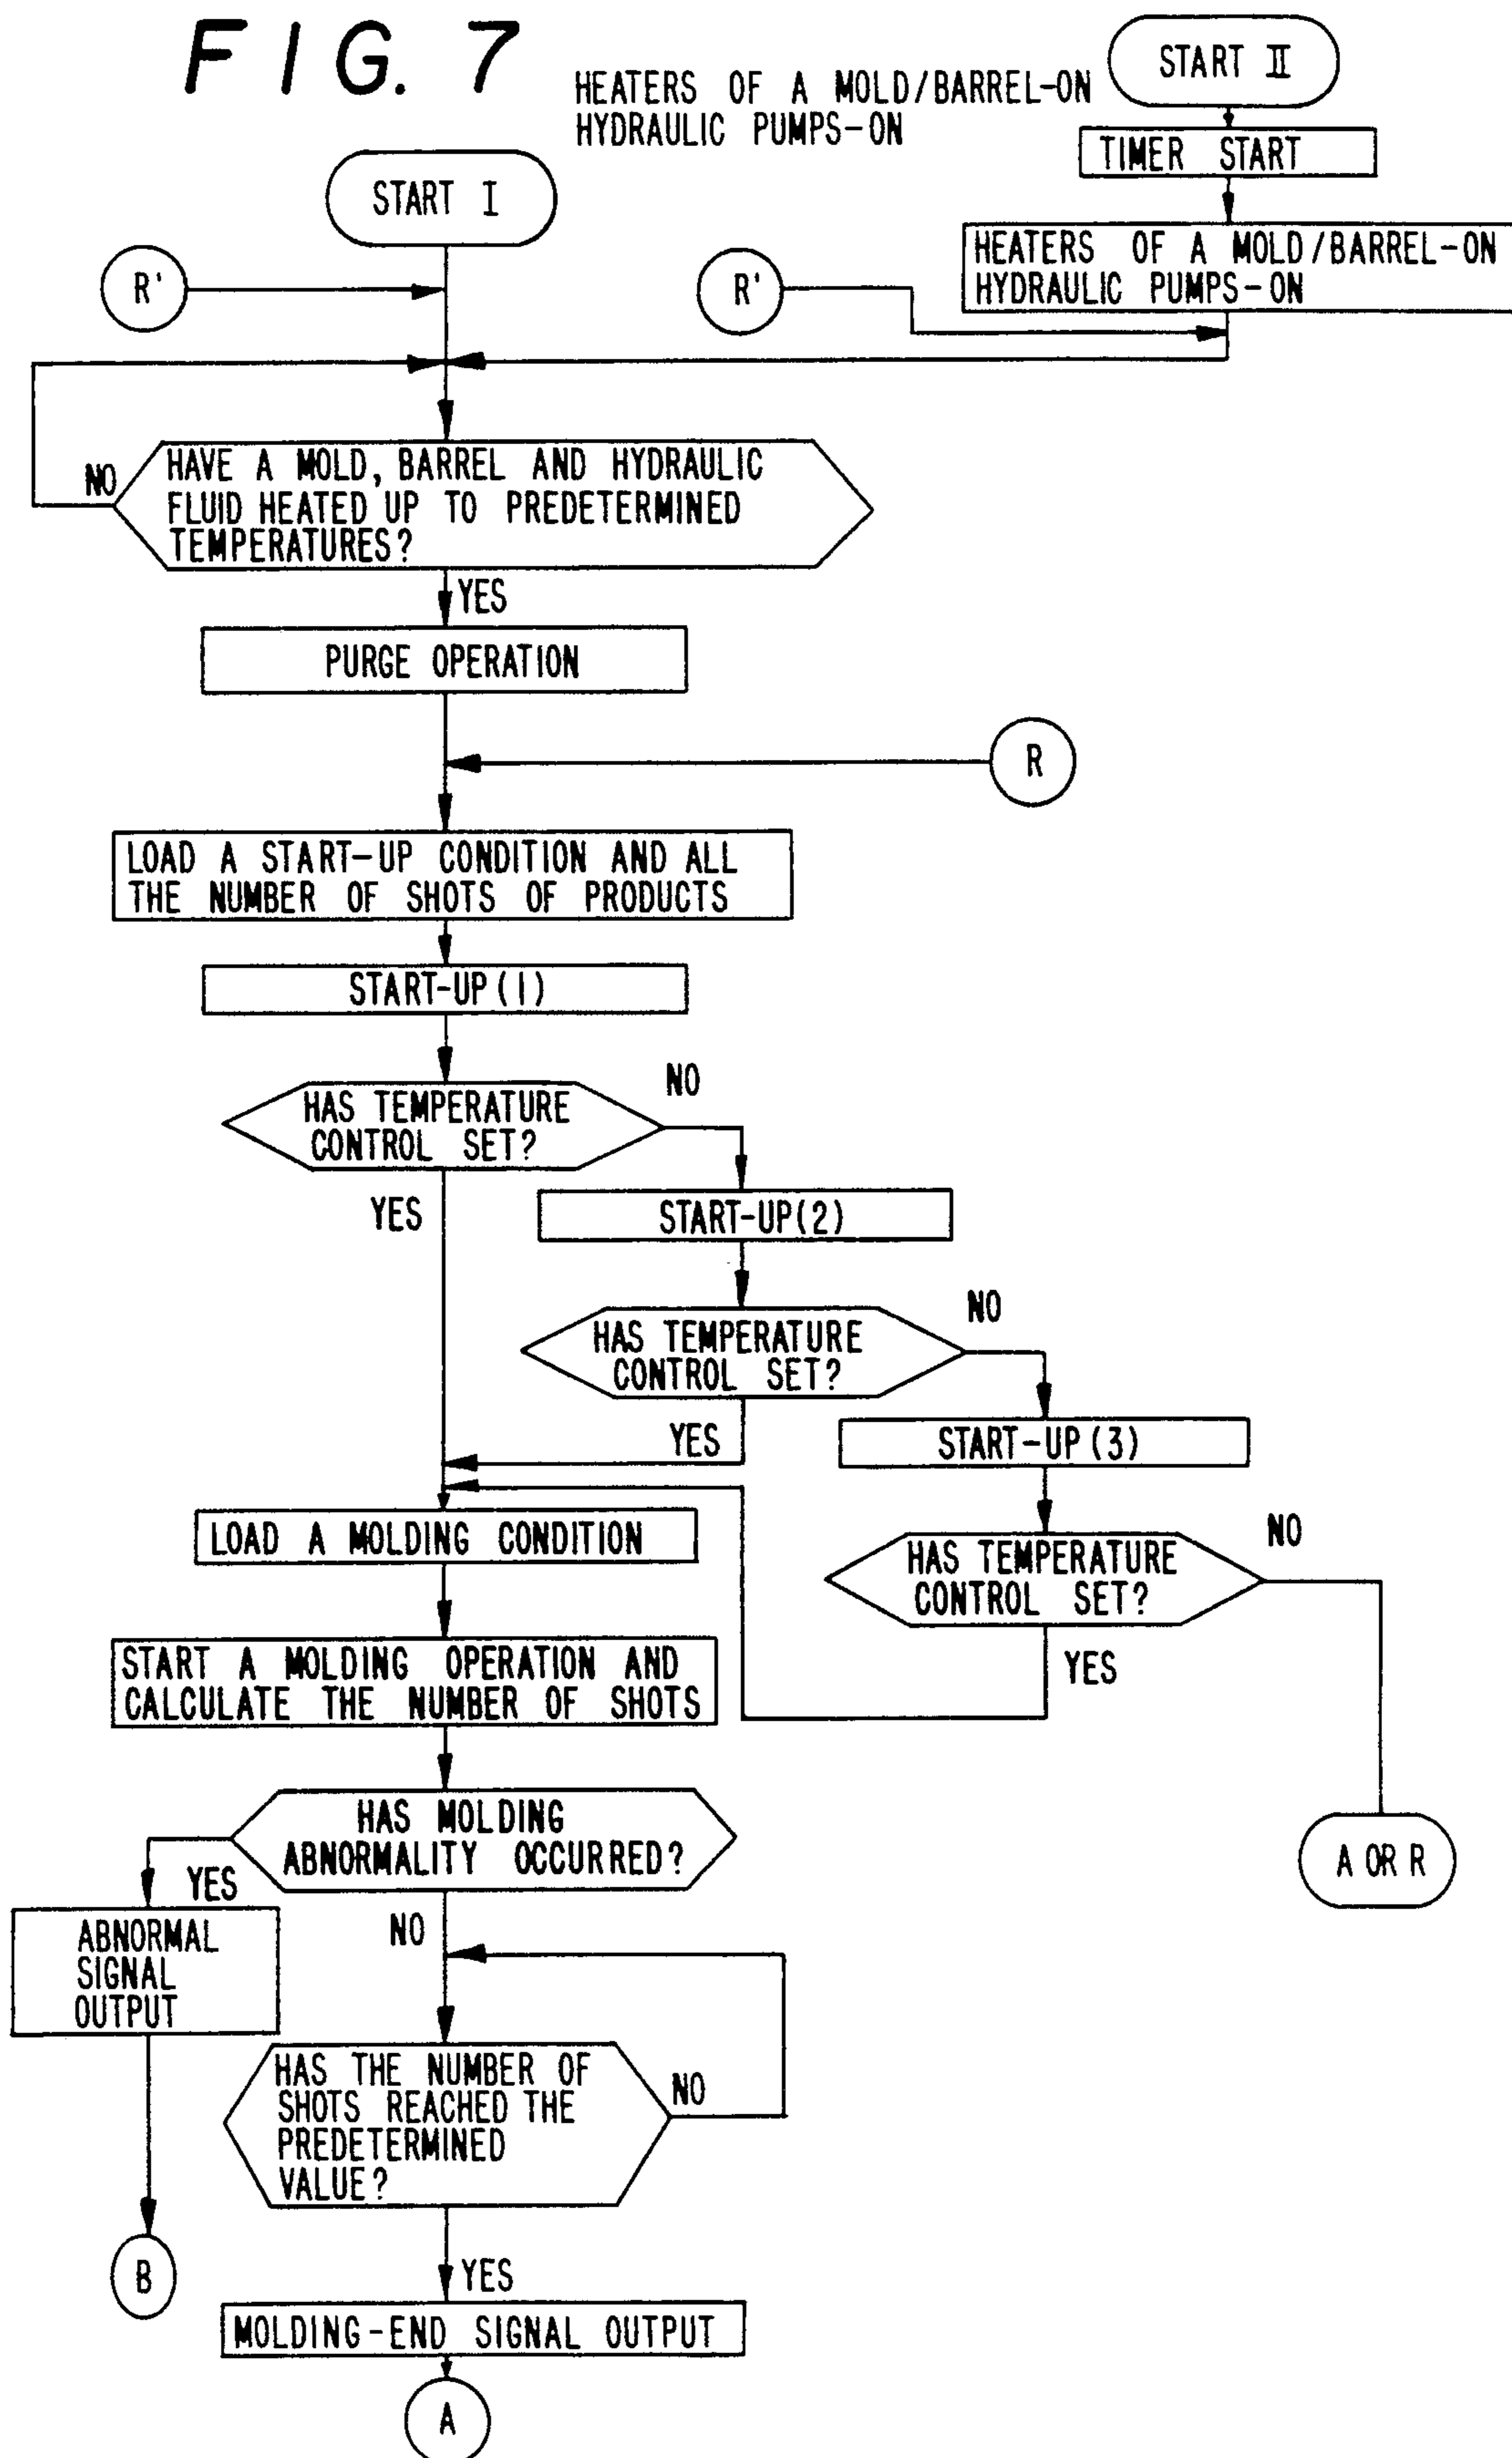 FIG. 7
HEATERS OF A MOLD/BARREL-ON
HYDRAULIC PUMPS-ON
START II
TIMER START
START I
HEATERS OF A MOLD/BARREL-ON
HYDRAULIC PUMPS-ON
R'
R'
NO
HAVE A MOLD, BARREL AND HYDRAULIC
FLUID HEATED UP TO PREDETERMINED
TEMPERATURES?
YES
PURGE OPERATION
R
LOAD A START-UP CONDITION AND ALL
THE NUMBER OF SHOTS OF PRODUCTS
START-UP(1)
HAS TEMPERATURE
CONTROL SET?
NO
YES
START-UP(2)
HAS TEMPERATURE
CONTROL SET?
NO
YES
START-UP(3)
LOAD A MOLDING CONDITION
HAS TEMPERATURE
CONTROL SET?
NO
YES
START A MOLDING OPERATION AND
CALCULATE THE NUMBER OF SHOTS
HAS MOLDING
ABNORMALITY OCCURRED?
A OR R
YES
NO
ABNORMAL
SIGNAL
OUTPUT
HAS THE NUMBER OF
SHOTS REACHED THE
PREDETERMINED
VALUE?
NO
B
YES
MOLDING-END SIGNAL OUTPUT
A